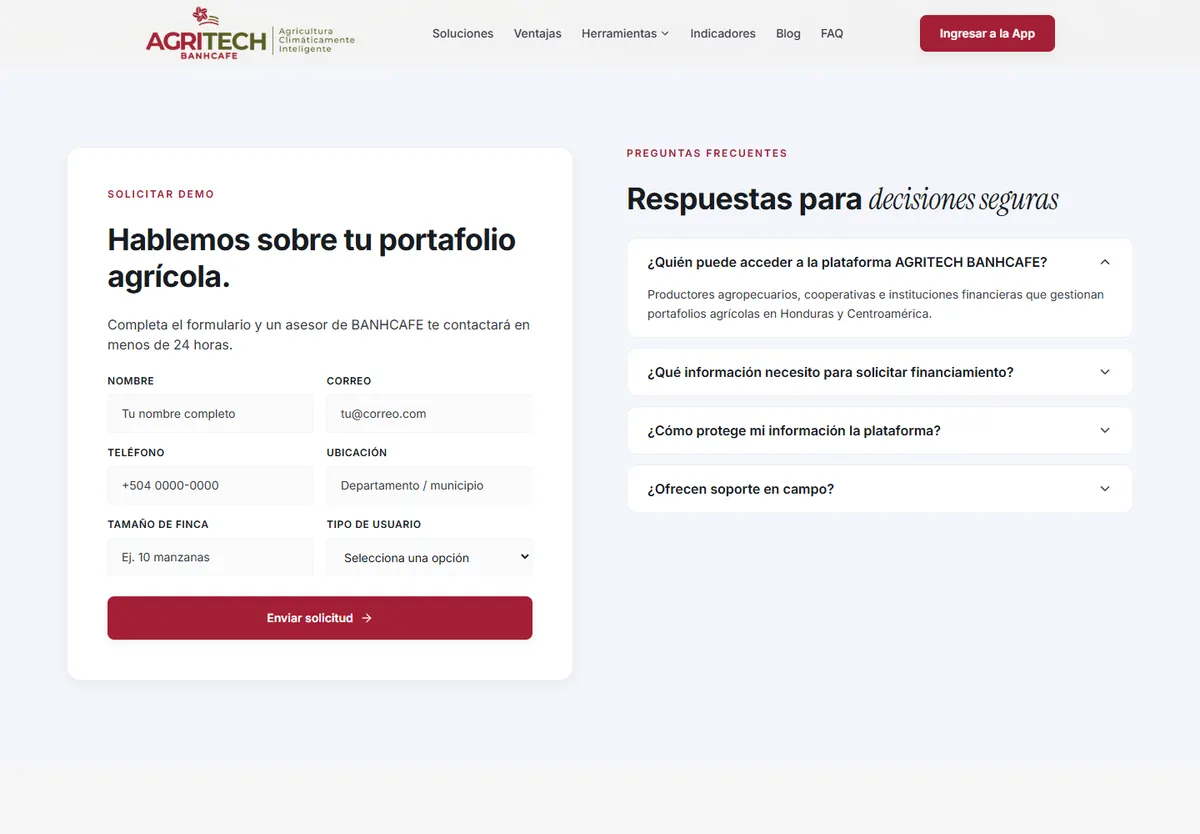 AGRITECH
BANHCAFE
Agricultura
Climáticamente
Inteligente
Soluciones
Ventajas
Herramientas
Indicadores
Blog
FAQ
Ingresar a la App
SOLICITAR DEMO
Hablemos sobre tu portafolio
agrícola.
Completa el formulario y un asesor de BANHCAFE te contactará en
menos de 24 horas.
NOMBRE
CORREO
Tu nombre completo
tu@correo.com
TELÉFONO
UBICACIÓN
+504 0000-0000
Departamento / municipio
TAMAÑO DE FINCA
TIPO DE USUARIO
Ej. 10 manzanas
Selecciona una opción
Enviar solicitud →
PREGUNTAS FRECUENTES
Respuestas para decisiones seguras
¿Quién puede acceder a la plataforma AGRITECH BANHCAFE?
Productores agropecuarios, cooperativas e instituciones financieras que gestionan
portafolios agrícolas en Honduras y Centroamérica.
¿Qué información necesito para solicitar financiamiento?
¿Cómo protege mi información la plataforma?
¿Ofrecen soporte en campo?